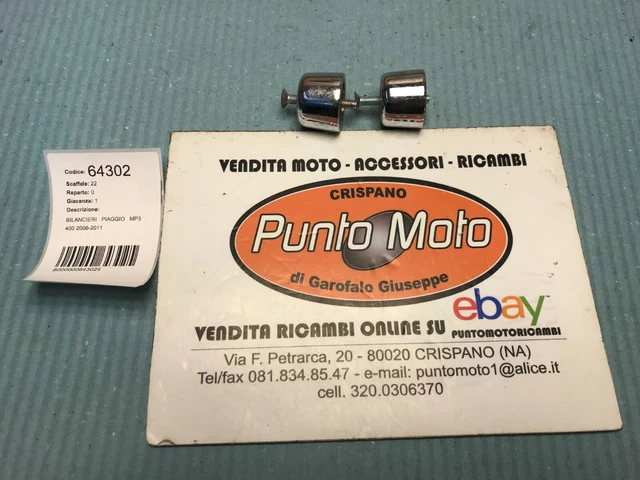 Codice: 64302
Scaffale: 22
Reparto: 0
Giacenza: 1
Descrizione:
BILANCIERI PIAGGIO MP3
400 2006-2011
8000000643025
VENDITA MOTO - ACCESSORI - RICAMBI
CRISPANO
Punto Moto
di Garofalo Giuseppe
ebay
VENDITA RICAMBI ONLINE SU PUNTOMOTORICAMBI
Via F. Petrarca, 20 - 80020 CRISPANO (NA)
Tel/fax 081.834.85.47 - e-mail: puntomoto1@alice.it
cell. 320.0306370